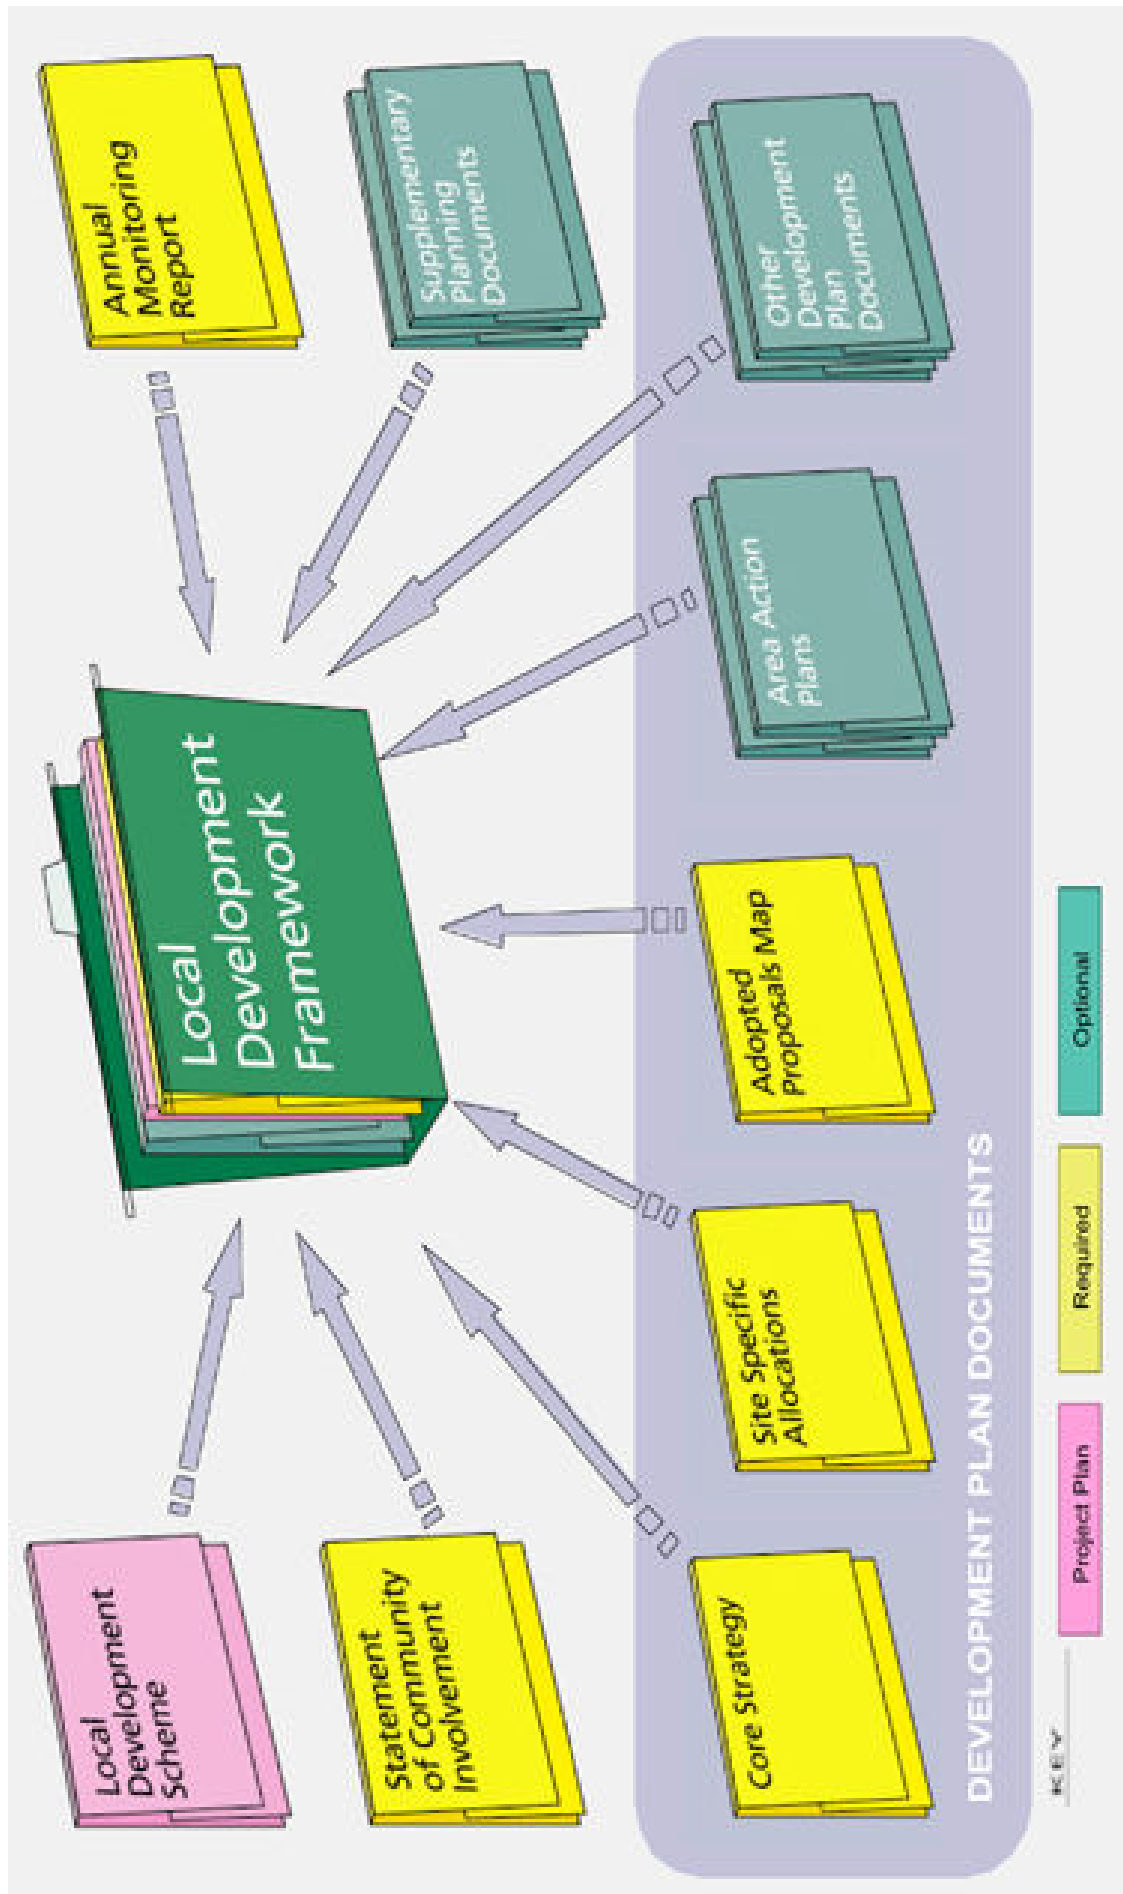 Local
Development
Scheme
Local
Development
Framework
Annual
Monitoring
Report
Statement
of Community
Involvement
Supplementary
Planning
Documents
Core Strategy
Site Specific
Allocations
Adopted
Proposals Map
Area Action
Plans
Other
Development
Plan
Documents
DEVELOPMENT PLAN DOCUMENTS
KEY
Project Plan
Required
Optional